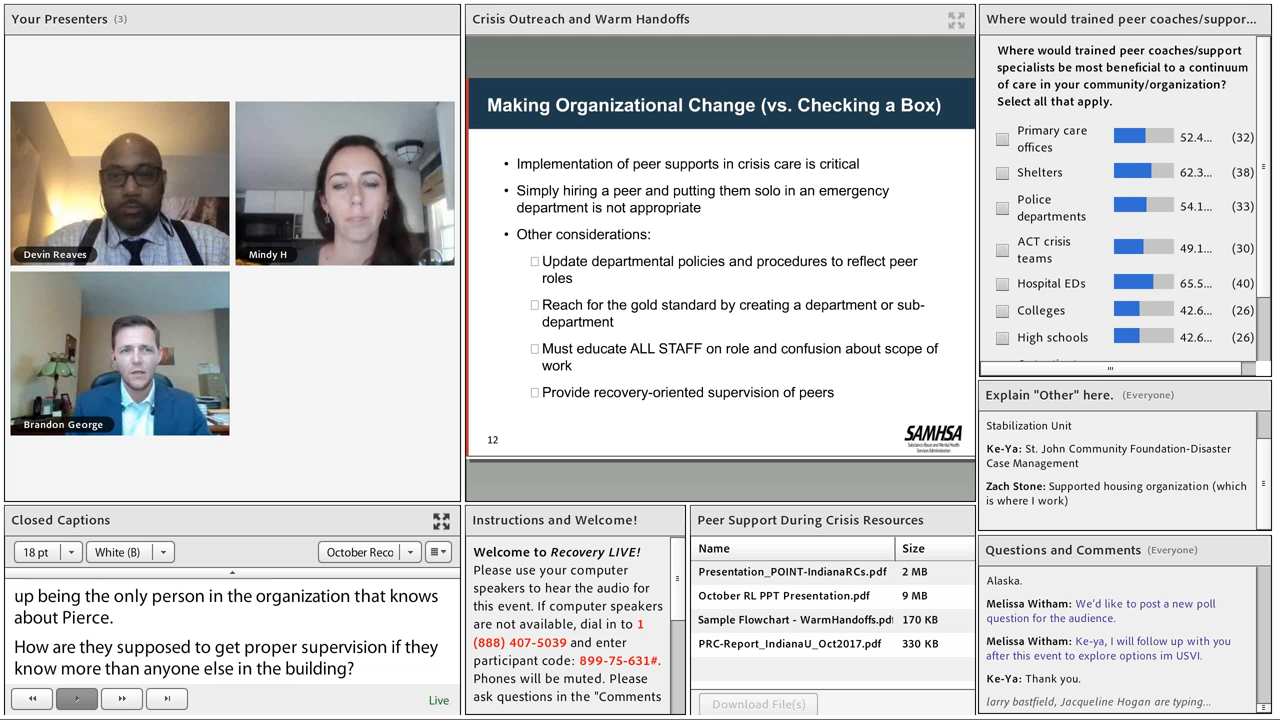 Your Presenters (3)
Devin Reaves
Mindy H
Brandon George
Crisis Outreach and Warm Handoffs
Making Organizational Change (vs. Checking a Box)
• Implementation of peer supports in crisis care is critical
• Simply hiring a peer and putting them solo in an emergency
department is not appropriate
• Other considerations:
Update departmental policies and procedures to reflect peer
roles
Reach for the gold standard by creating a department or sub-
department
Must educate ALL STAFF on role and confusion about scope of
work
Provide recovery-oriented supervision of peers
12
SAMHSA
Substance Abuse and Mental Health
Services Administration
Where would trained peer coaches/suppor...
Where would trained peer coaches/support
specialists be most beneficial to a continuum
of care in your community/organization?
Select all that apply.
Primary care
offices 52.4... (32)
Shelters 62.3... (38)
Police
departments 54.1... (33)
ACT crisis
teams 49.1... (30)
Hospital EDs 65.5... (40)
Colleges 42.6... (26)
High schools 42.6... (26)
Explain "Other" here. (Everyone)
Stabilization Unit
Ke-Ya: St. John Community Foundation-Disaster
Case Management
Zach Stone: Supported housing organization (which
is where I work)
Closed Captions
18 pt White (B) October Reco
up being the only person in the organization that knows
about Pierce.
How are they supposed to get proper supervision if they
know more than anyone else in the building?
Live
Instructions and Welcome!
Welcome to Recovery LIVE!
Please use your computer
speakers to hear the audio for
this event. If computer speakers
are not available, dial in to 1
(888) 407-5039 and enter
participant code: 899-75-631#.
Phones will be muted. Please
ask questions in the "Comments
Peer Support During Crisis Resources
Name Size
Presentation_POINT-IndianaRCs.pdf 2 MB
October RL PPT Presentation.pdf 9 MB
Sample Flowchart - WarmHandoffs.pdf 170 KB
PRC-Report_IndianaU_Oct2017.pdf 330 KB
Download File(s)
Questions and Comments (Everyone)
Alaska.
Melissa Witham: We'd like to post a new poll
question for the audience.
Melissa Witham: Ke-ya, I will follow up with you
after this event to explore options im USVI.
Ke-Ya: Thank you.
larry bastfield, Jacqueline Hogan are typing...